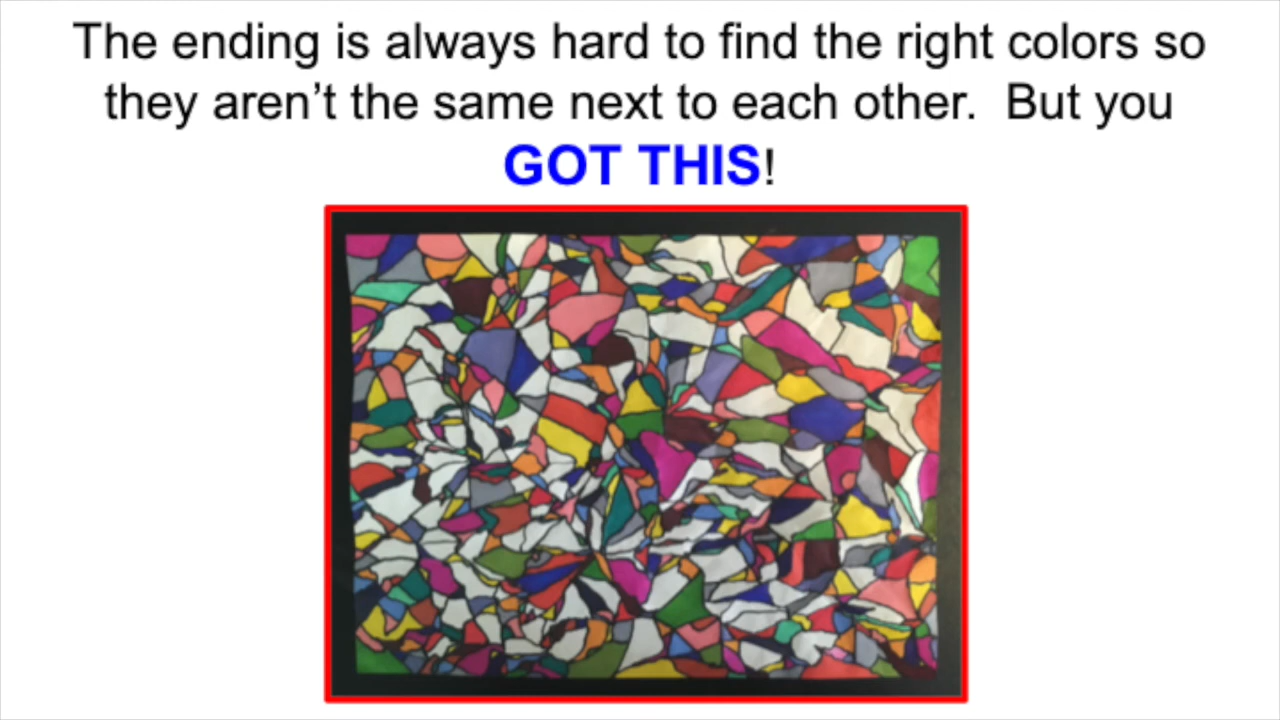 The ending is always hard to find the right colors so
they aren’t the same next to each other.  But you
GOT THIS!